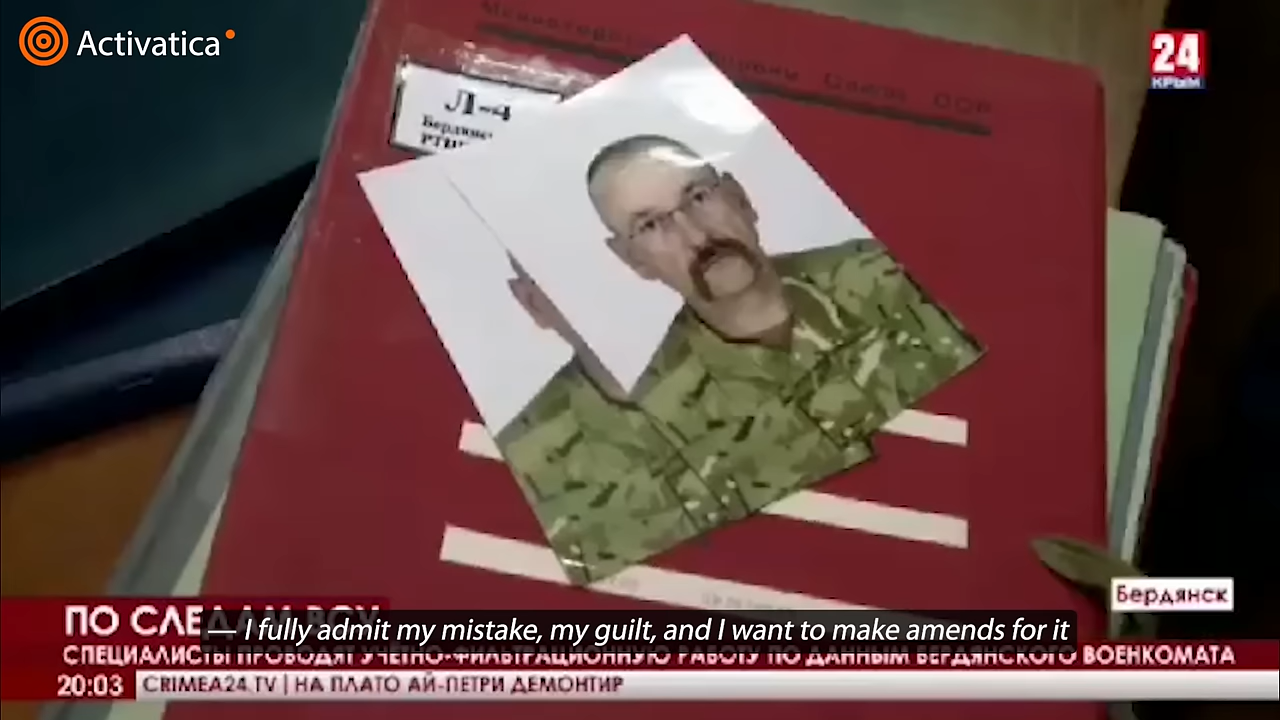 Activatica
24
КРЫМ
Л-4
Бердянс
Бердянск
ПО СЛЕДАМ ВСУ
— I fully admit my mistake, my guilt, and I want to make amends for it
СПЕЦИАЛИСТЫ ПРОВОДЯТ УЧЕТНО-ФИЛЬТРАЦИОННУЮ РАБОТУ ПО ДАННЫМ БЕРДЯНСКОГО ВОЕНКОМАТА
20:03 CRIMEA24.TV | НА ПЛАТО АЙ-ПЕТРИ ДЕМОНТИР